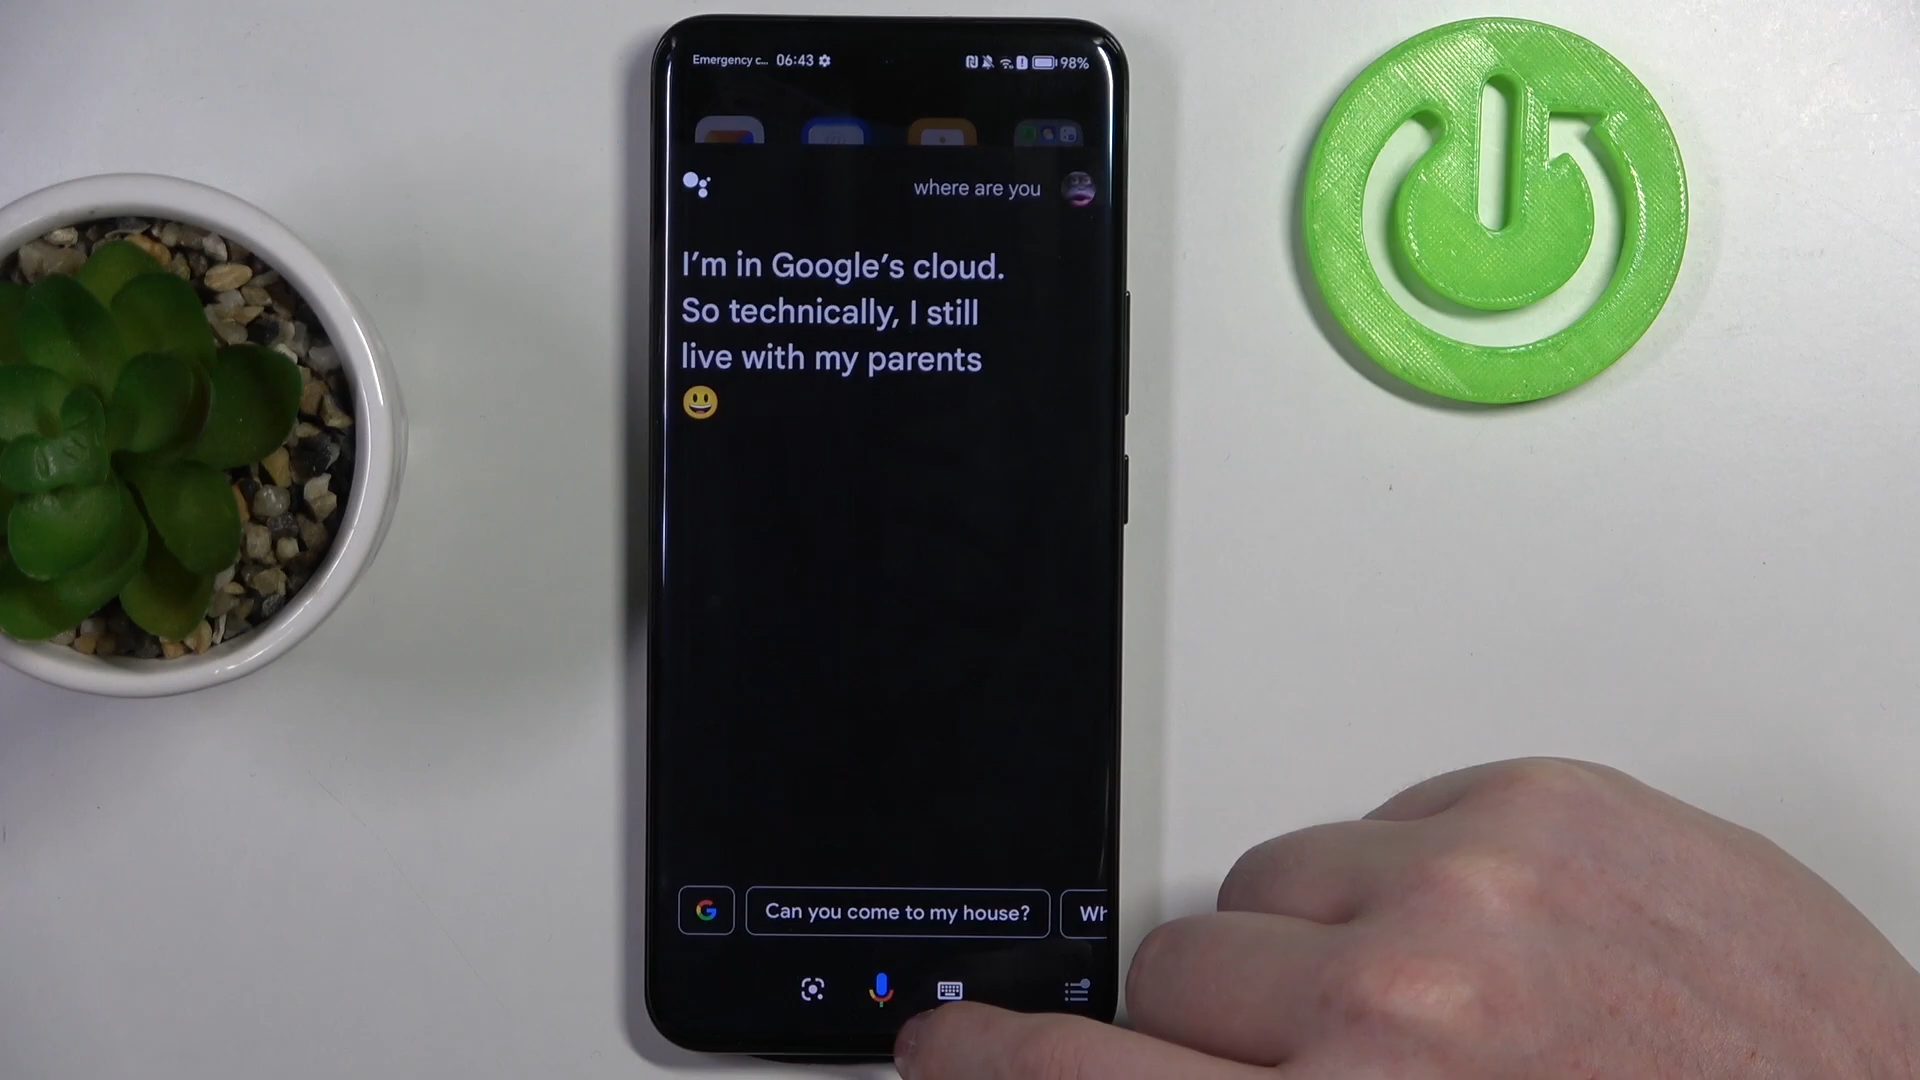 Emergency c... 06:43 98%
where are you
I'm in Google's cloud.
So technically, I still
live with my parents
😃
G Can you come to my house? Wh